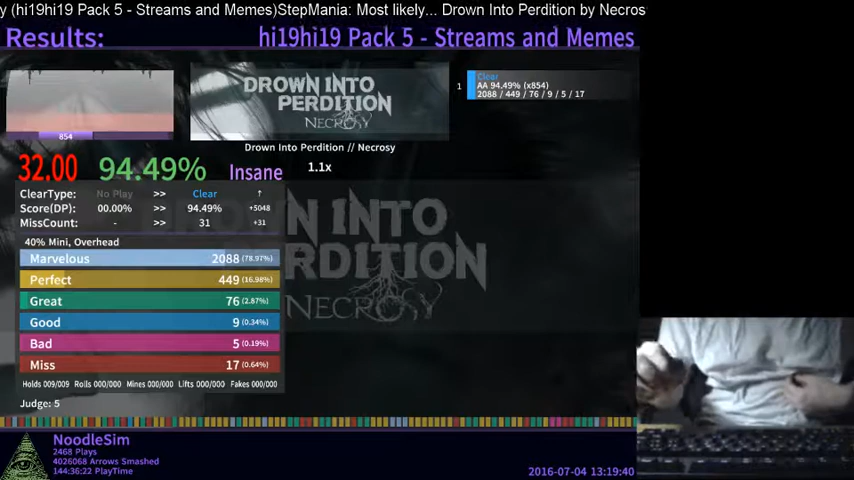 y (hi19hi19 Pack 5 - Streams and Memes)StepMania: Most likely... Drown Into Perdition by Necros
Results:
hi19hi19 Pack 5 - Streams and Memes
854
DROWN INTO
PERDITION
NECROSY
1
Clear
AA 94.49% (x854)
2088 / 449 / 76 / 9 / 5 / 17
Drown Into Perdition // Necrosy
32.00
94.49%
Insane
1.1x
ClearType: No Play >> Clear ↑
Score(DP): 00.00% >> 94.49% +5048
MissCount: - >> 31 +31
40% Mini, Overhead
Marvelous 2088 (78.97%)
Perfect 449 (16.98%)
Great 76 (2.87%)
Good 9 (0.34%)
Bad 5 (0.19%)
Miss 17 (0.64%)
Holds 009/009 Rolls 000/000 Mines 000/000 Lifts 000/000 Fakes 000/000
Judge: 5
N INTO
RDITION
NECROSY
NoodleSim
2468 Plays
4026068 Arrows Smashed
144:36:22 PlayTime
2016-07-04 13:19:40